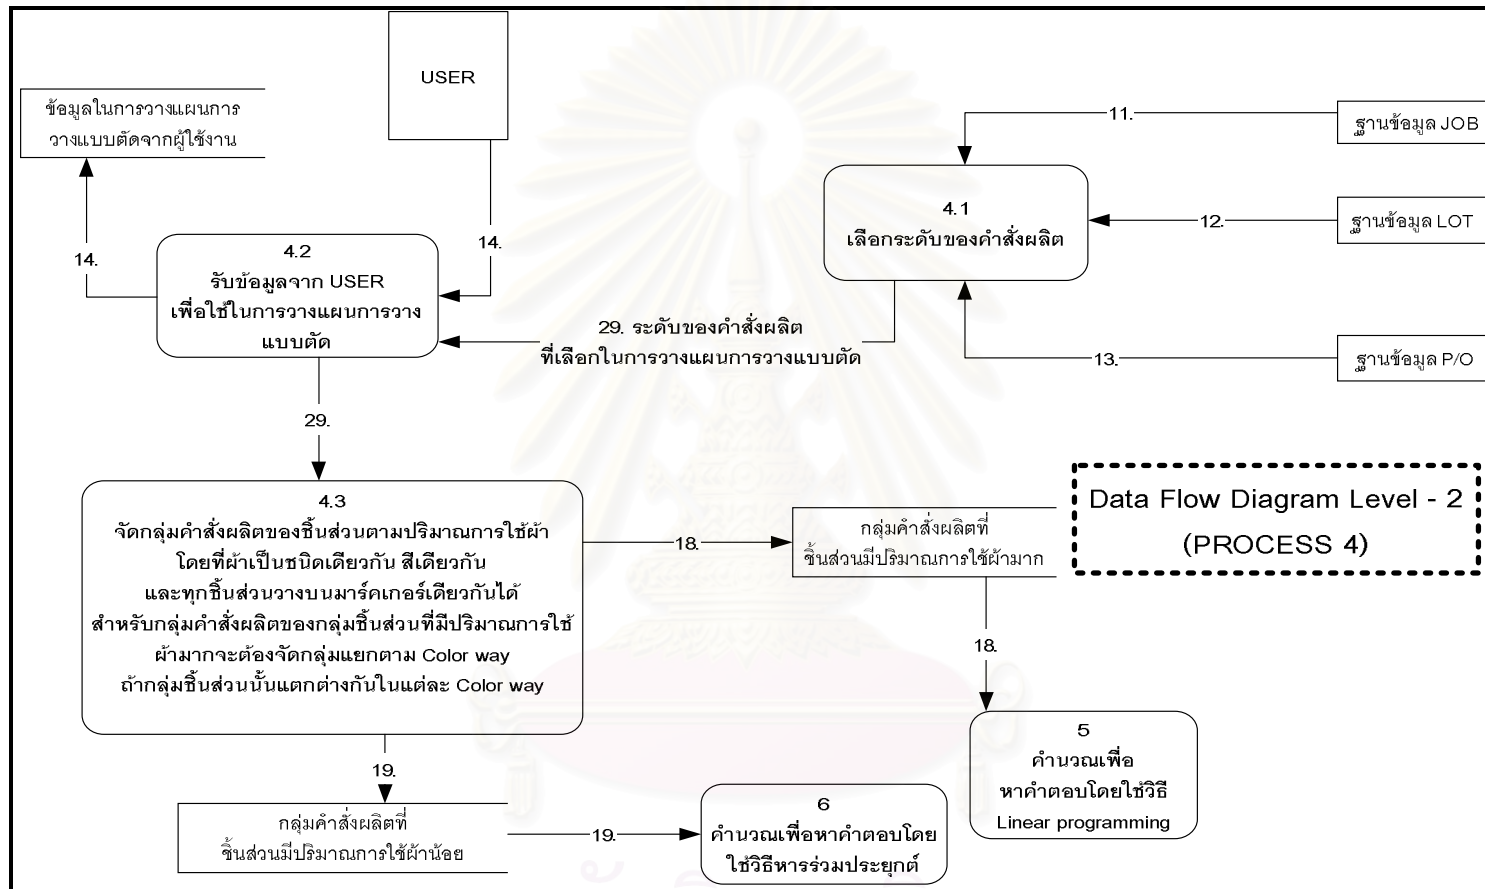 USER
ข้อมูลในการวางแผนการ
วางแบบตัดจากผู้ใช้งาน
14.
14.
4.2
รับข้อมูลจาก USER
เพื่อใช้ในการวางแผนการวาง
แบบตัด
11.
ฐานข้อมูล JOB
4.1
เลือกระดับของคำสั่งผลิต
12.
ฐานข้อมูล LOT
13.
ฐานข้อมูล P/O
29. ระดับของคำสั่งผลิต
ที่เลือกในการวางแผนการวางแบบตัด
29.
4.3
จัดกลุ่มคำสั่งผลิตของชิ้นส่วนตามปริมาณการใช้ผ้า
โดยที่ผ้าเป็นชนิดเดียวกัน สีเดียวกัน
และทุกชิ้นส่วนวางบนมาร์คเกอร์เดียวกันได้
สำหรับกลุ่มคำสั่งผลิตของกลุ่มชิ้นส่วนที่มีปริมาณการใช้
ผ้ามากจะต้องจัดกลุ่มแยกตาม Color way
ถ้ากลุ่มชิ้นส่วนนั้นแตกต่างกันในแต่ละ Color way
18.
กลุ่มคำสั่งผลิตที่
ชิ้นส่วนมีปริมาณการใช้ผ้ามาก
Data Flow Diagram Level - 2
(PROCESS 4)
18.
5
คำนวณเพื่อ
หาคำตอบโดยใช้วิธี
Linear programming
19.
กลุ่มคำสั่งผลิตที่
ชิ้นส่วนมีปริมาณการใช้ผ้าน้อย
19.
6
คำนวณเพื่อหาคำตอบโดย
ใช้วิธีหารร่วมประยุกต์